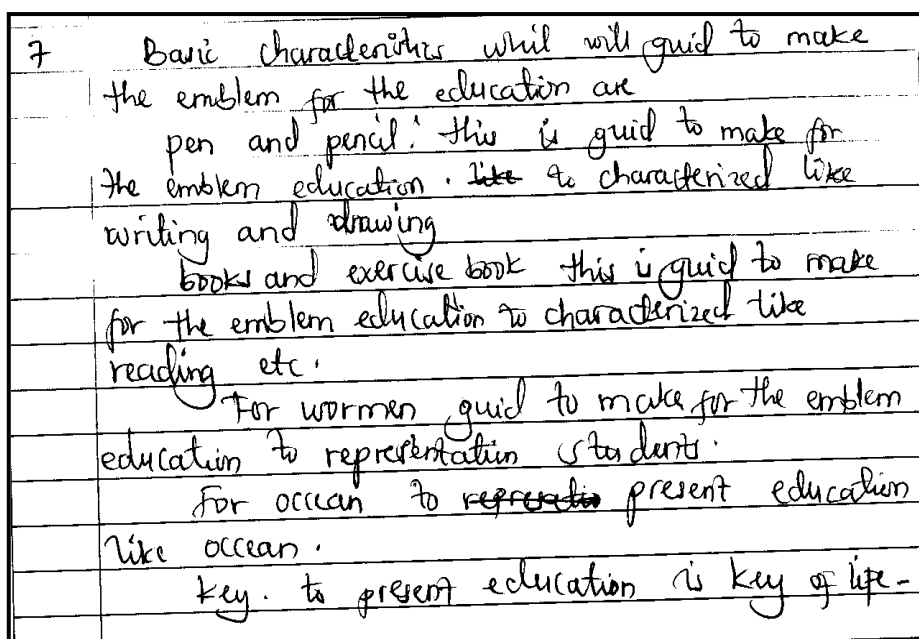 7 Basic characteristics whil will guid to make
the emblem for the education are
pen and pencil: this is guid to make for
the emblem education. like to characterized like
writing and drawing
books and exercise book this is guid to make
for the emblem education to characterized like
reading etc.
For wormen guid to make for the emblem
education to representation students.
For occean to present education
like occean.
key. to present education is key of life-